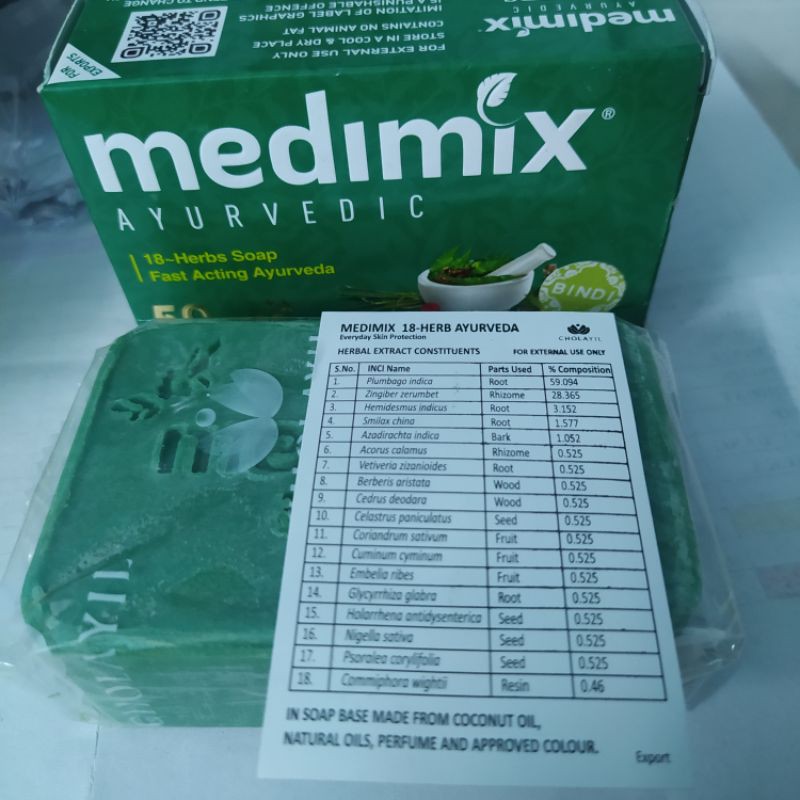 medimix
AYURVEDIC
FOR EXTERNAL USE ONLY
STORE IN A COOL & DRY PLACE
CONTAINS NO ANIMAL FAT
IMITATION OF LABEL GRAPHICS
IS PUNISHABLE OFFENCE
FOR
EXPORTS
medimix®
AYURVEDIC
18-Herbs Soap
Fast Acting Ayurveda
BINDI
MEDIMIX 18-HERB AYURVEDA
Everyday Skin Protection
CHOLAYIL
HERBAL EXTRACT CONSTITUENTS FOR EXTERNAL USE ONLY
S.No. INCI Name Parts Used % Composition
1. Plumbago indica Root 59.094
2. Zingiber zerumbet Rhizome 28.365
3. Hemidesmus indicus Root 3.152
4. Smilax china Root 1.577
5. Azadirachta indica Bark 1.052
6. Acorus calamus Rhizome 0.525
7. Vetiveria zizanioides Root 0.525
8. Berberis aristata Wood 0.525
9. Cedrus deodara Wood 0.525
10. Celastrus paniculatus Seed 0.525
11. Coriandrum sativum Fruit 0.525
12. Cuminum cyminum Fruit 0.525
13. Embelia ribes Fruit 0.525
14. Glycyrrhiza glabra Root 0.525
15. Holarrhena antidysenterica Seed 0.525
16. Nigella sativa Seed 0.525
17. Psoralea corylifolia Seed 0.525
18. Commiphora wightii Resin 0.46
IN SOAP BASE MADE FROM COCONUT OIL,
NATURAL OILS, PERFUME AND APPROVED COLOUR.
Export